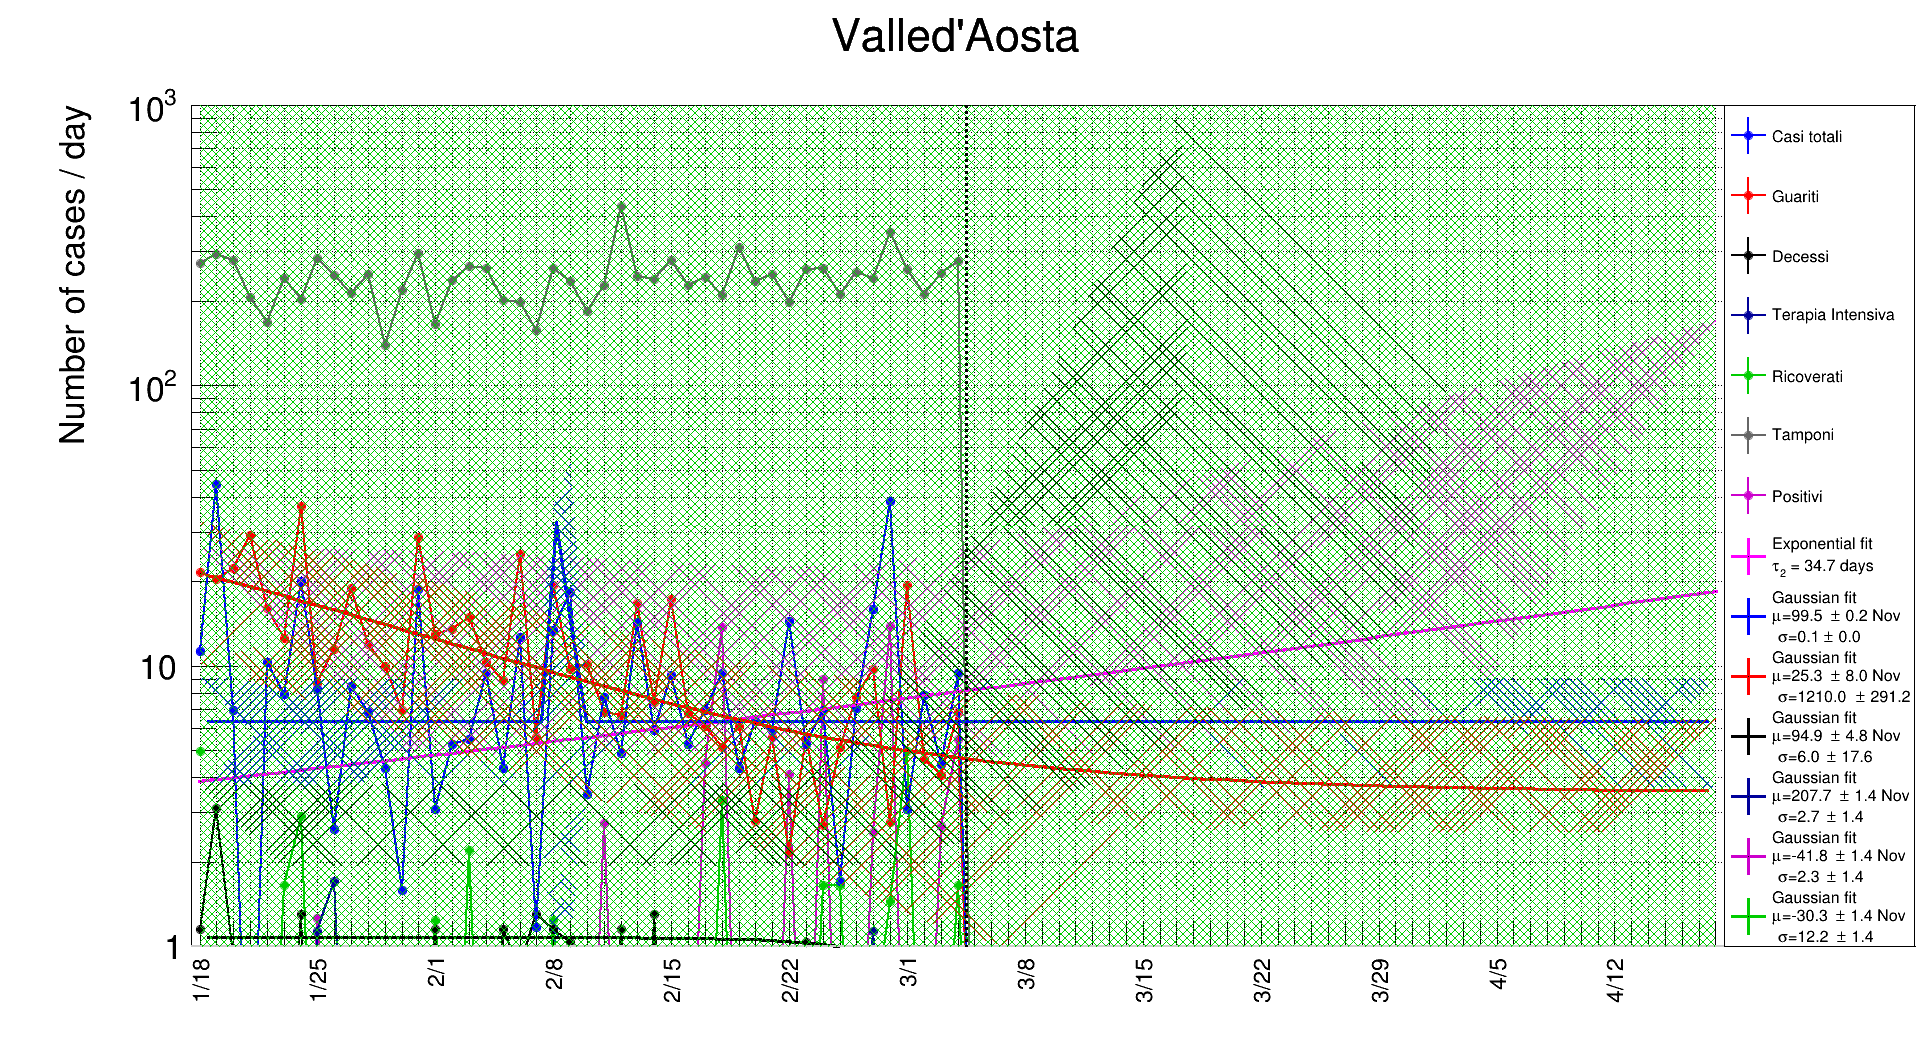 Valled'Aosta
Number of cases / day
10³
10²
10
1
1/18
1/25
2/1
2/8
2/15
2/22
3/1
3/8
3/15
3/22
3/29
4/5
4/12
Casi totali
Guariti
Decessi
Terapia Intensiva
Ricoverati
Tamponi
Positivi
Exponential fit
τ₂ = 34.7 days
Gaussian fit
μ=99.5 ± 0.2 Nov
σ=0.1 ± 0.0
Gaussian fit
μ=25.3 ± 8.0 Nov
σ=1210.0 ± 291.2
Gaussian fit
μ=94.9 ± 4.8 Nov
σ=6.0 ± 17.6
Gaussian fit
μ=207.7 ± 1.4 Nov
σ=2.7 ± 1.4
Gaussian fit
μ=-41.8 ± 1.4 Nov
σ=2.3 ± 1.4
Gaussian fit
μ=-30.3 ± 1.4 Nov
σ=12.2 ± 1.4